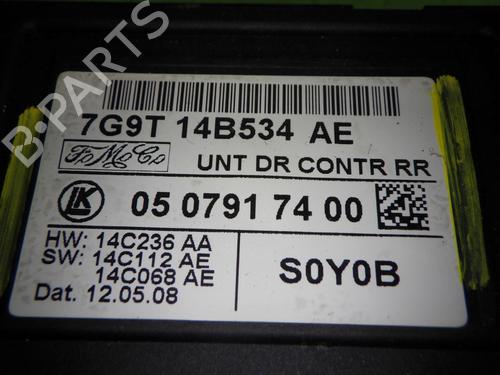 B-PARTS
7G9T 14B534 AE
FoMoCo
UNT DR CONTR RR
LK
05 0791 74 00
HW: 14C236 AA
SW: 14C112 AE
14C068 AE
S0Y0B
Dat. 12.05.08